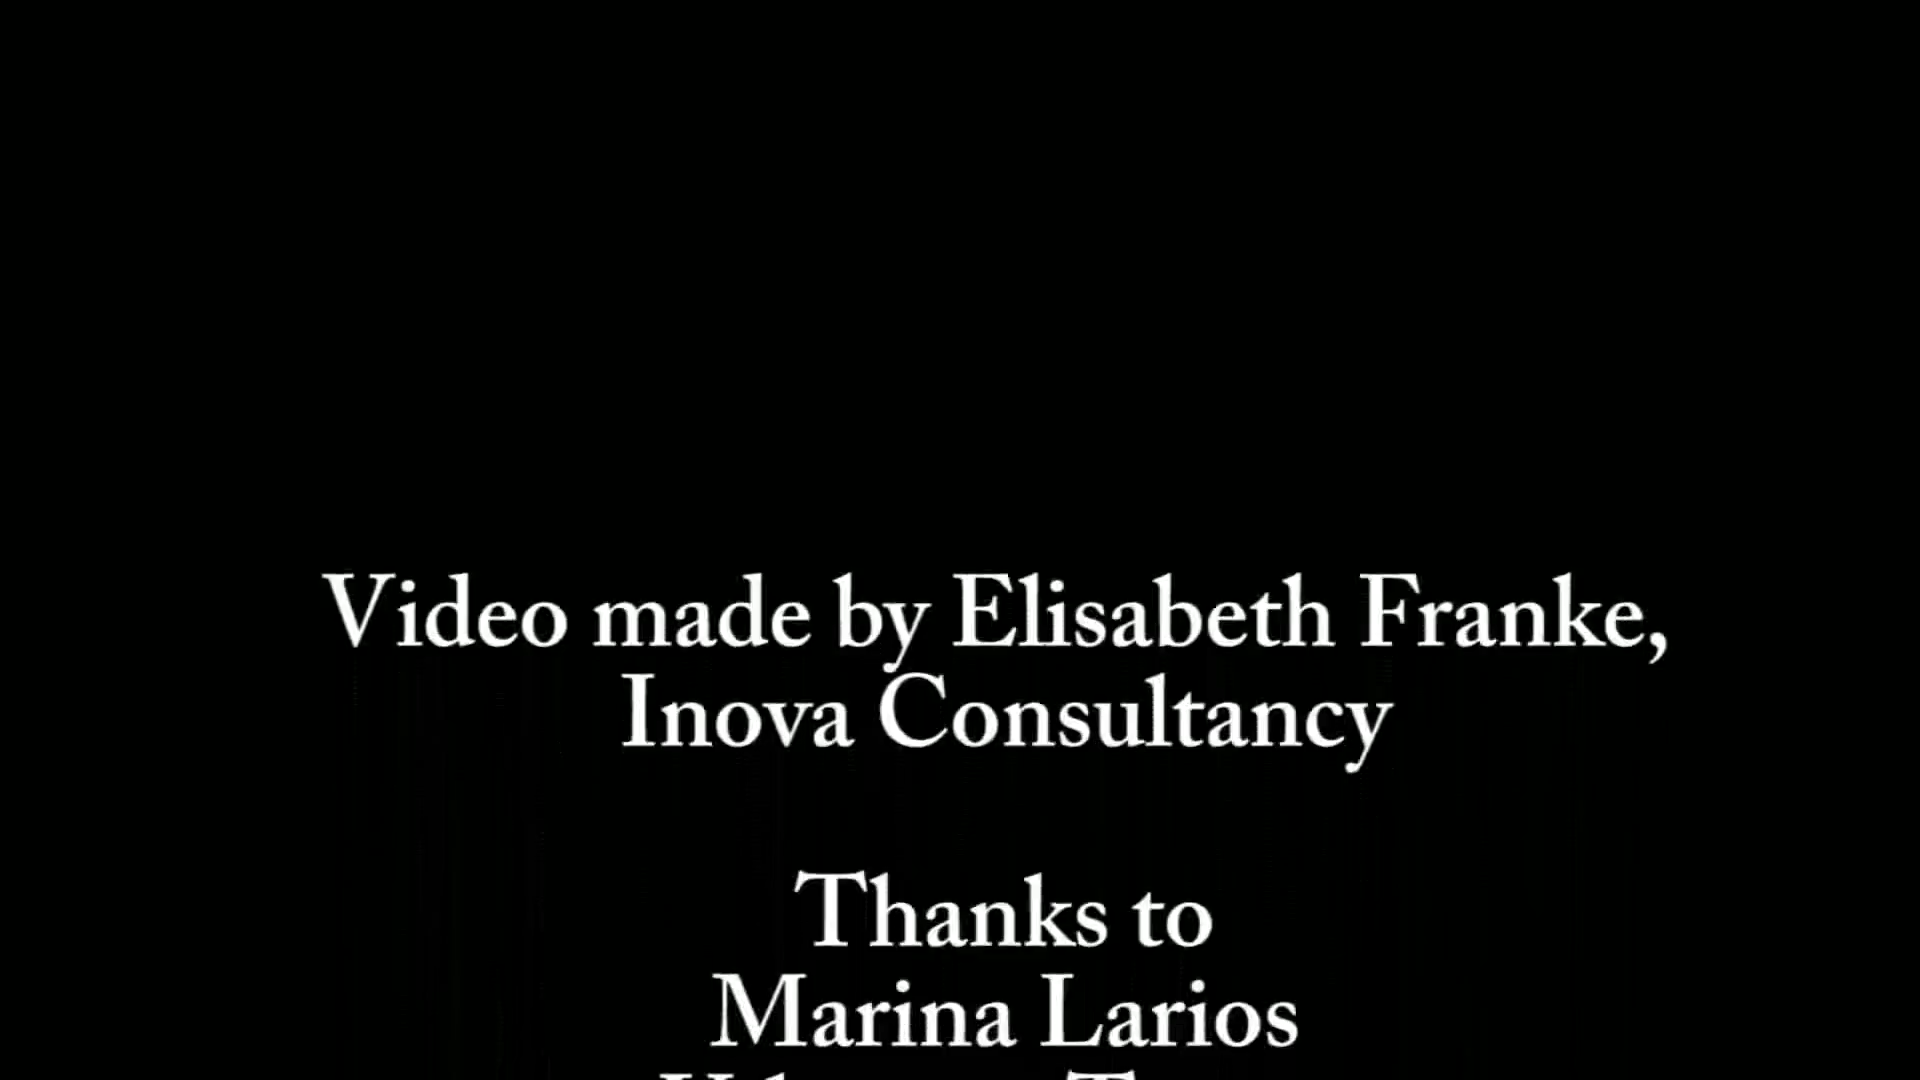 Video made by Elisabeth Franke,
Inova Consultancy
Thanks to
Marina Larios